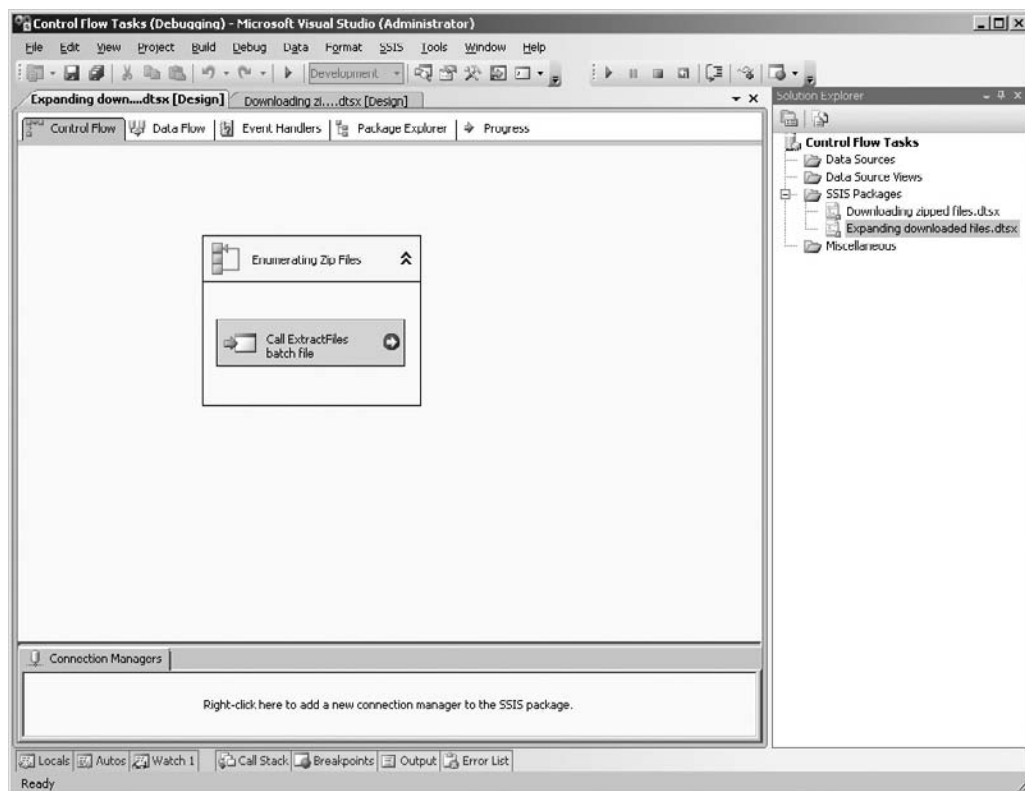 Control Flow Tasks (Debugging) - Microsoft Visual Studio (Administrator)
File Edit View Project Build Debug Data Format SSIS Tools Window Help
Development
Expanding down....dtsx [Design] Downloading zi....dtsx [Design]
Solution Explorer
Control Flow Data Flow Event Handlers Package Explorer Progress
Control Flow Tasks
Data Sources
Data Source Views
SSIS Packages
Downloading zipped files.dtsx
Expanding downloaded files.dtsx
Miscellaneous
Enumerating Zip Files
Call ExtractFiles
batch file
Connection Managers
Right-click here to add a new connection manager to the SSIS package.
Locals Autos Watch 1 Call Stack Breakpoints Output Error List
Ready